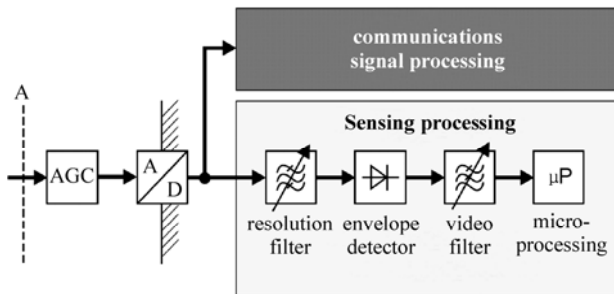 communications
signal processing
A
Sensing processing
AGC
A
D
µP
resolution
filter
envelope
detector
video
filter
micro-
processing